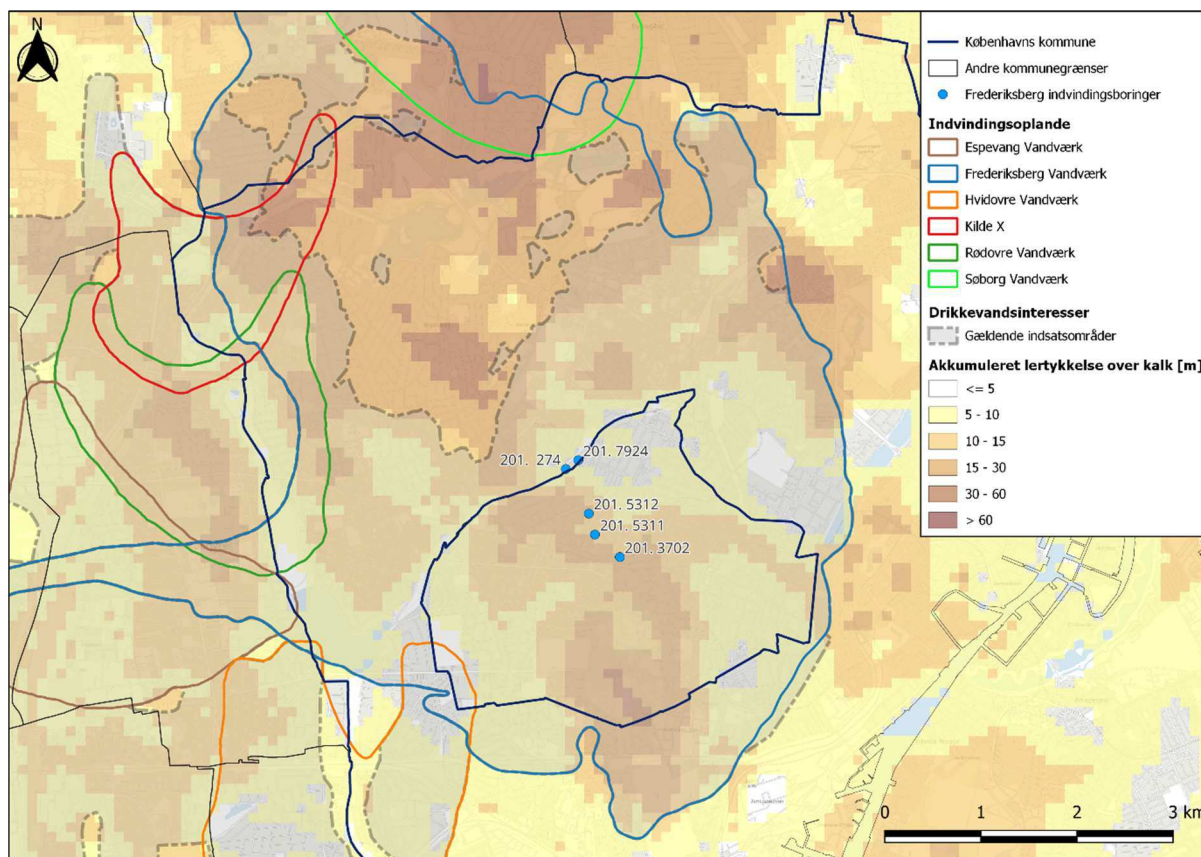 N
Københavns kommune
Andre kommunegrænser
Frederiksberg indvindingsboringer
Indvindingsoplande
Espevang Vandværk
Frederiksberg Vandværk
Hvidovre Vandværk
Kilde X
Rødovre Vandværk
Søborg Vandværk
Drikkevandsinteresser
Gældende indsatsområder
Akkumuleret lertykkelse over kalk [m]
<= 5
5 - 10
10 - 15
15 - 30
30 - 60
> 60
201. 274
201. 7924
201. 5312
201. 5311
201. 3702
0 1 2 3 km